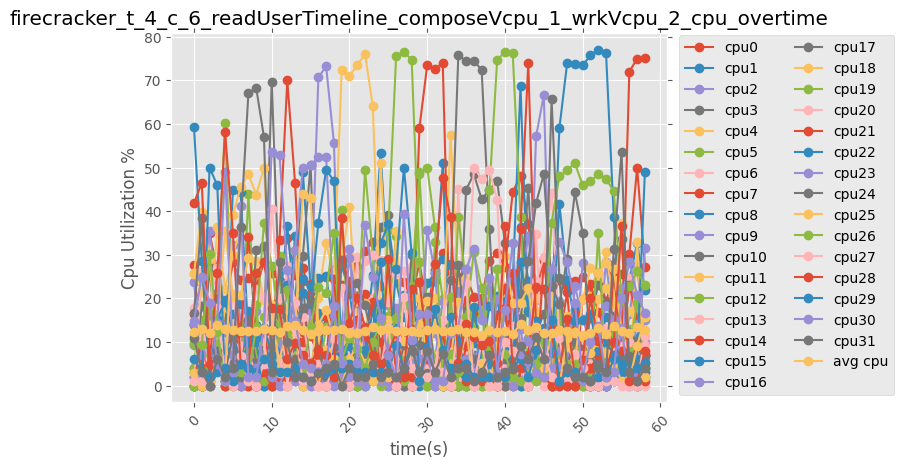 firecracker_t_4_c_6_readUserTimeline_composeVcpu_1_wrkVcpu_2_cpu_overtime
80
70
60
50
40
30
20
10
0
Cpu Utilization %
0
10
20
30
40
50
60
time(s)
cpu0
cpu1
cpu2
cpu3
cpu4
cpu5
cpu6
cpu7
cpu8
cpu9
cpu10
cpu11
cpu12
cpu13
cpu14
cpu15
cpu16
cpu17
cpu18
cpu19
cpu20
cpu21
cpu22
cpu23
cpu24
cpu25
cpu26
cpu27
cpu28
cpu29
cpu30
cpu31
avg cpu